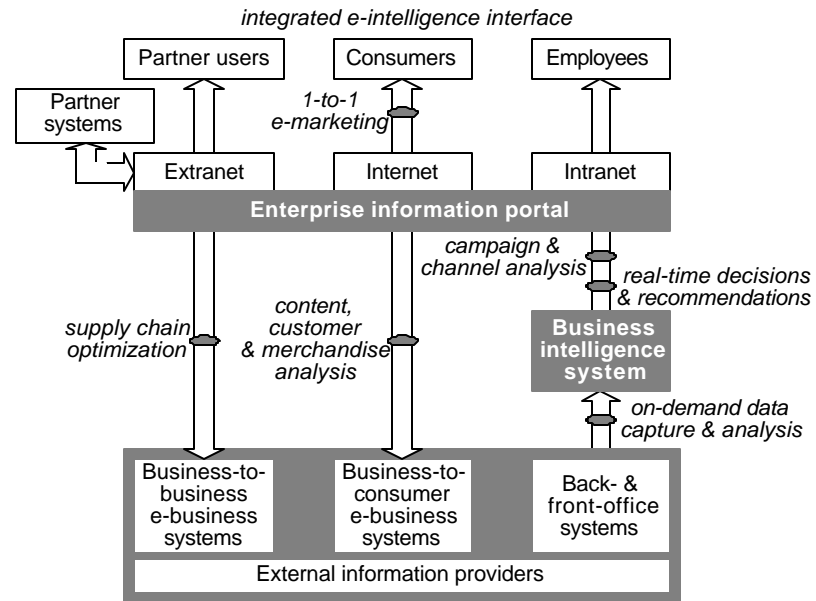 integrated e-intelligence interface
Partner users
Consumers
Employees
Partner
systems
1-to-1
e-marketing
Extranet
Internet
Intranet
Enterprise information portal
campaign &
channel analysis
real-time decisions
& recommendations
supply chain
optimization
content,
customer
& merchandise
analysis
Business
intelligence
system
on-demand data
capture & analysis
Business-to-
business
e-business
systems
Business-to-
consumer
e-business
systems
Back- &
front-office
systems
External information providers